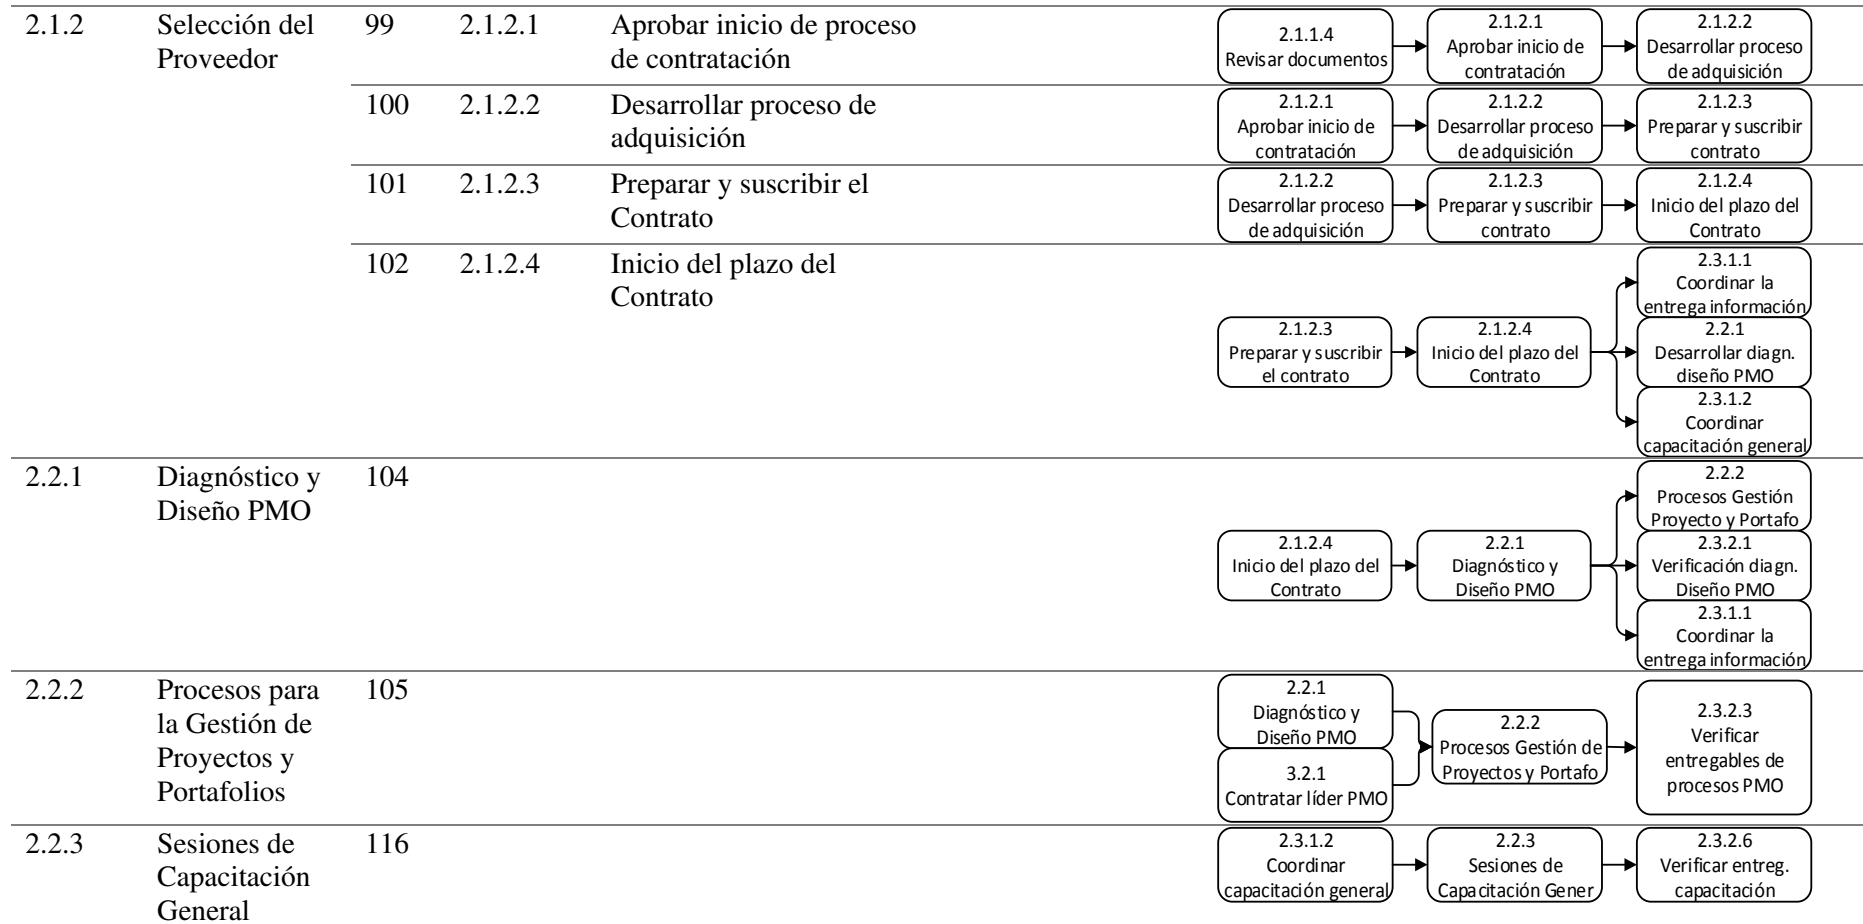 2.1.2 Selección del Proveedor 99 2.1.2.1 Aprobar inicio de proceso de contratación
2.1.1.4
Revisar documentos
2.1.2.1
Aprobar inicio de
contratación
2.1.2.2
Desarrollar proceso
de adquisición
100 2.1.2.2 Desarrollar proceso de
adquisición
2.1.2.1
Aprobar inicio de
contratación
2.1.2.2
Desarrollar proceso
de adquisición
2.1.2.3
Preparar y suscribir
contrato
101 2.1.2.3 Preparar y suscribir el
Contrato
2.1.2.2
Desarrollar proceso
de adquisición
2.1.2.3
Preparar y suscribir
contrato
2.1.2.4
Inicio del plazo del
Contrato
102 2.1.2.4 Inicio del plazo del
Contrato
2.1.2.3
Preparar y suscribir
el contrato
2.1.2.4
Inicio del plazo del
Contrato
2.3.1.1
Coordinar la
entrega información
2.2.1
Desarrollar diagn.
diseño PMO
2.3.1.2
Coordinar
capacitación general
2.2.1 Diagnóstico y 104
Diseño PMO
2.1.2.4
Inicio del plazo del
Contrato
2.2.1
Diagnóstico y
Diseño PMO
2.2.2
Procesos Gestión
Proyecto y Portafo
2.3.2.1
Verificación diagn.
Diseño PMO
2.3.1.1
Coordinar la
entrega información
2.2.2 Procesos para 105
la Gestión de
Proyectos y
Portafolios
2.2.1
Diagnóstico y
Diseño PMO
3.2.1
Contratar líder PMO
2.2.2
Procesos Gestión de
Proyectos y Portafo
2.3.2.3
Verificar
entregables de
procesos PMO
2.2.3 Sesiones de 116
Capacitación
General
2.3.1.2
Coordinar
capacitación general
2.2.3
Sesiones de
Capacitación Gener
2.3.2.6
Verificar entreg.
capacitación